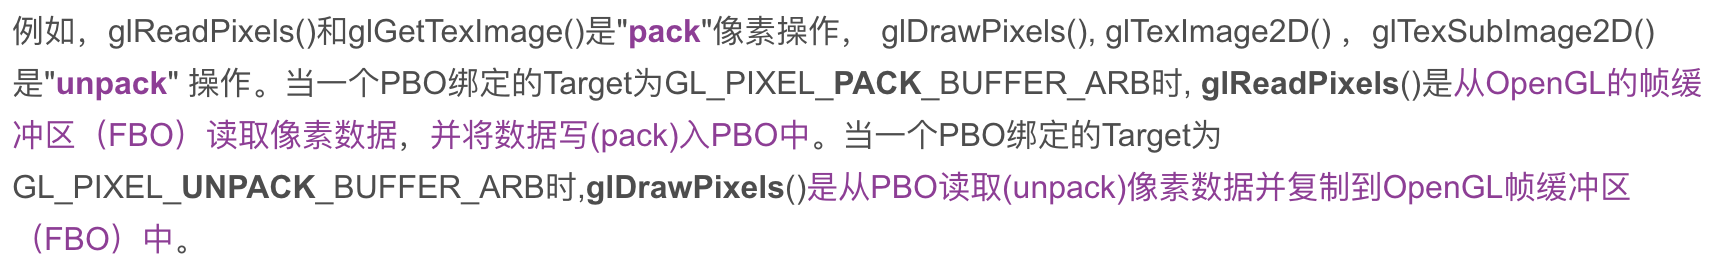 例如，glReadPixels()和glGetTexImage()是"pack"像素操作， glDrawPixels(), glTexImage2D() ，glTexSubImage2D()
是"unpack" 操作。当一个PBO绑定的Target为GL_PIXEL_PACK_BUFFER_ARB时, glReadPixels()是从OpenGL的帧缓
冲区（FBO）读取像素数据，并将数据写(pack)入PBO中。当一个PBO绑定的Target为
GL_PIXEL_UNPACK_BUFFER_ARB时,glDrawPixels()是从PBO读取(unpack)像素数据并复制到OpenGL帧缓冲区
（FBO）中。